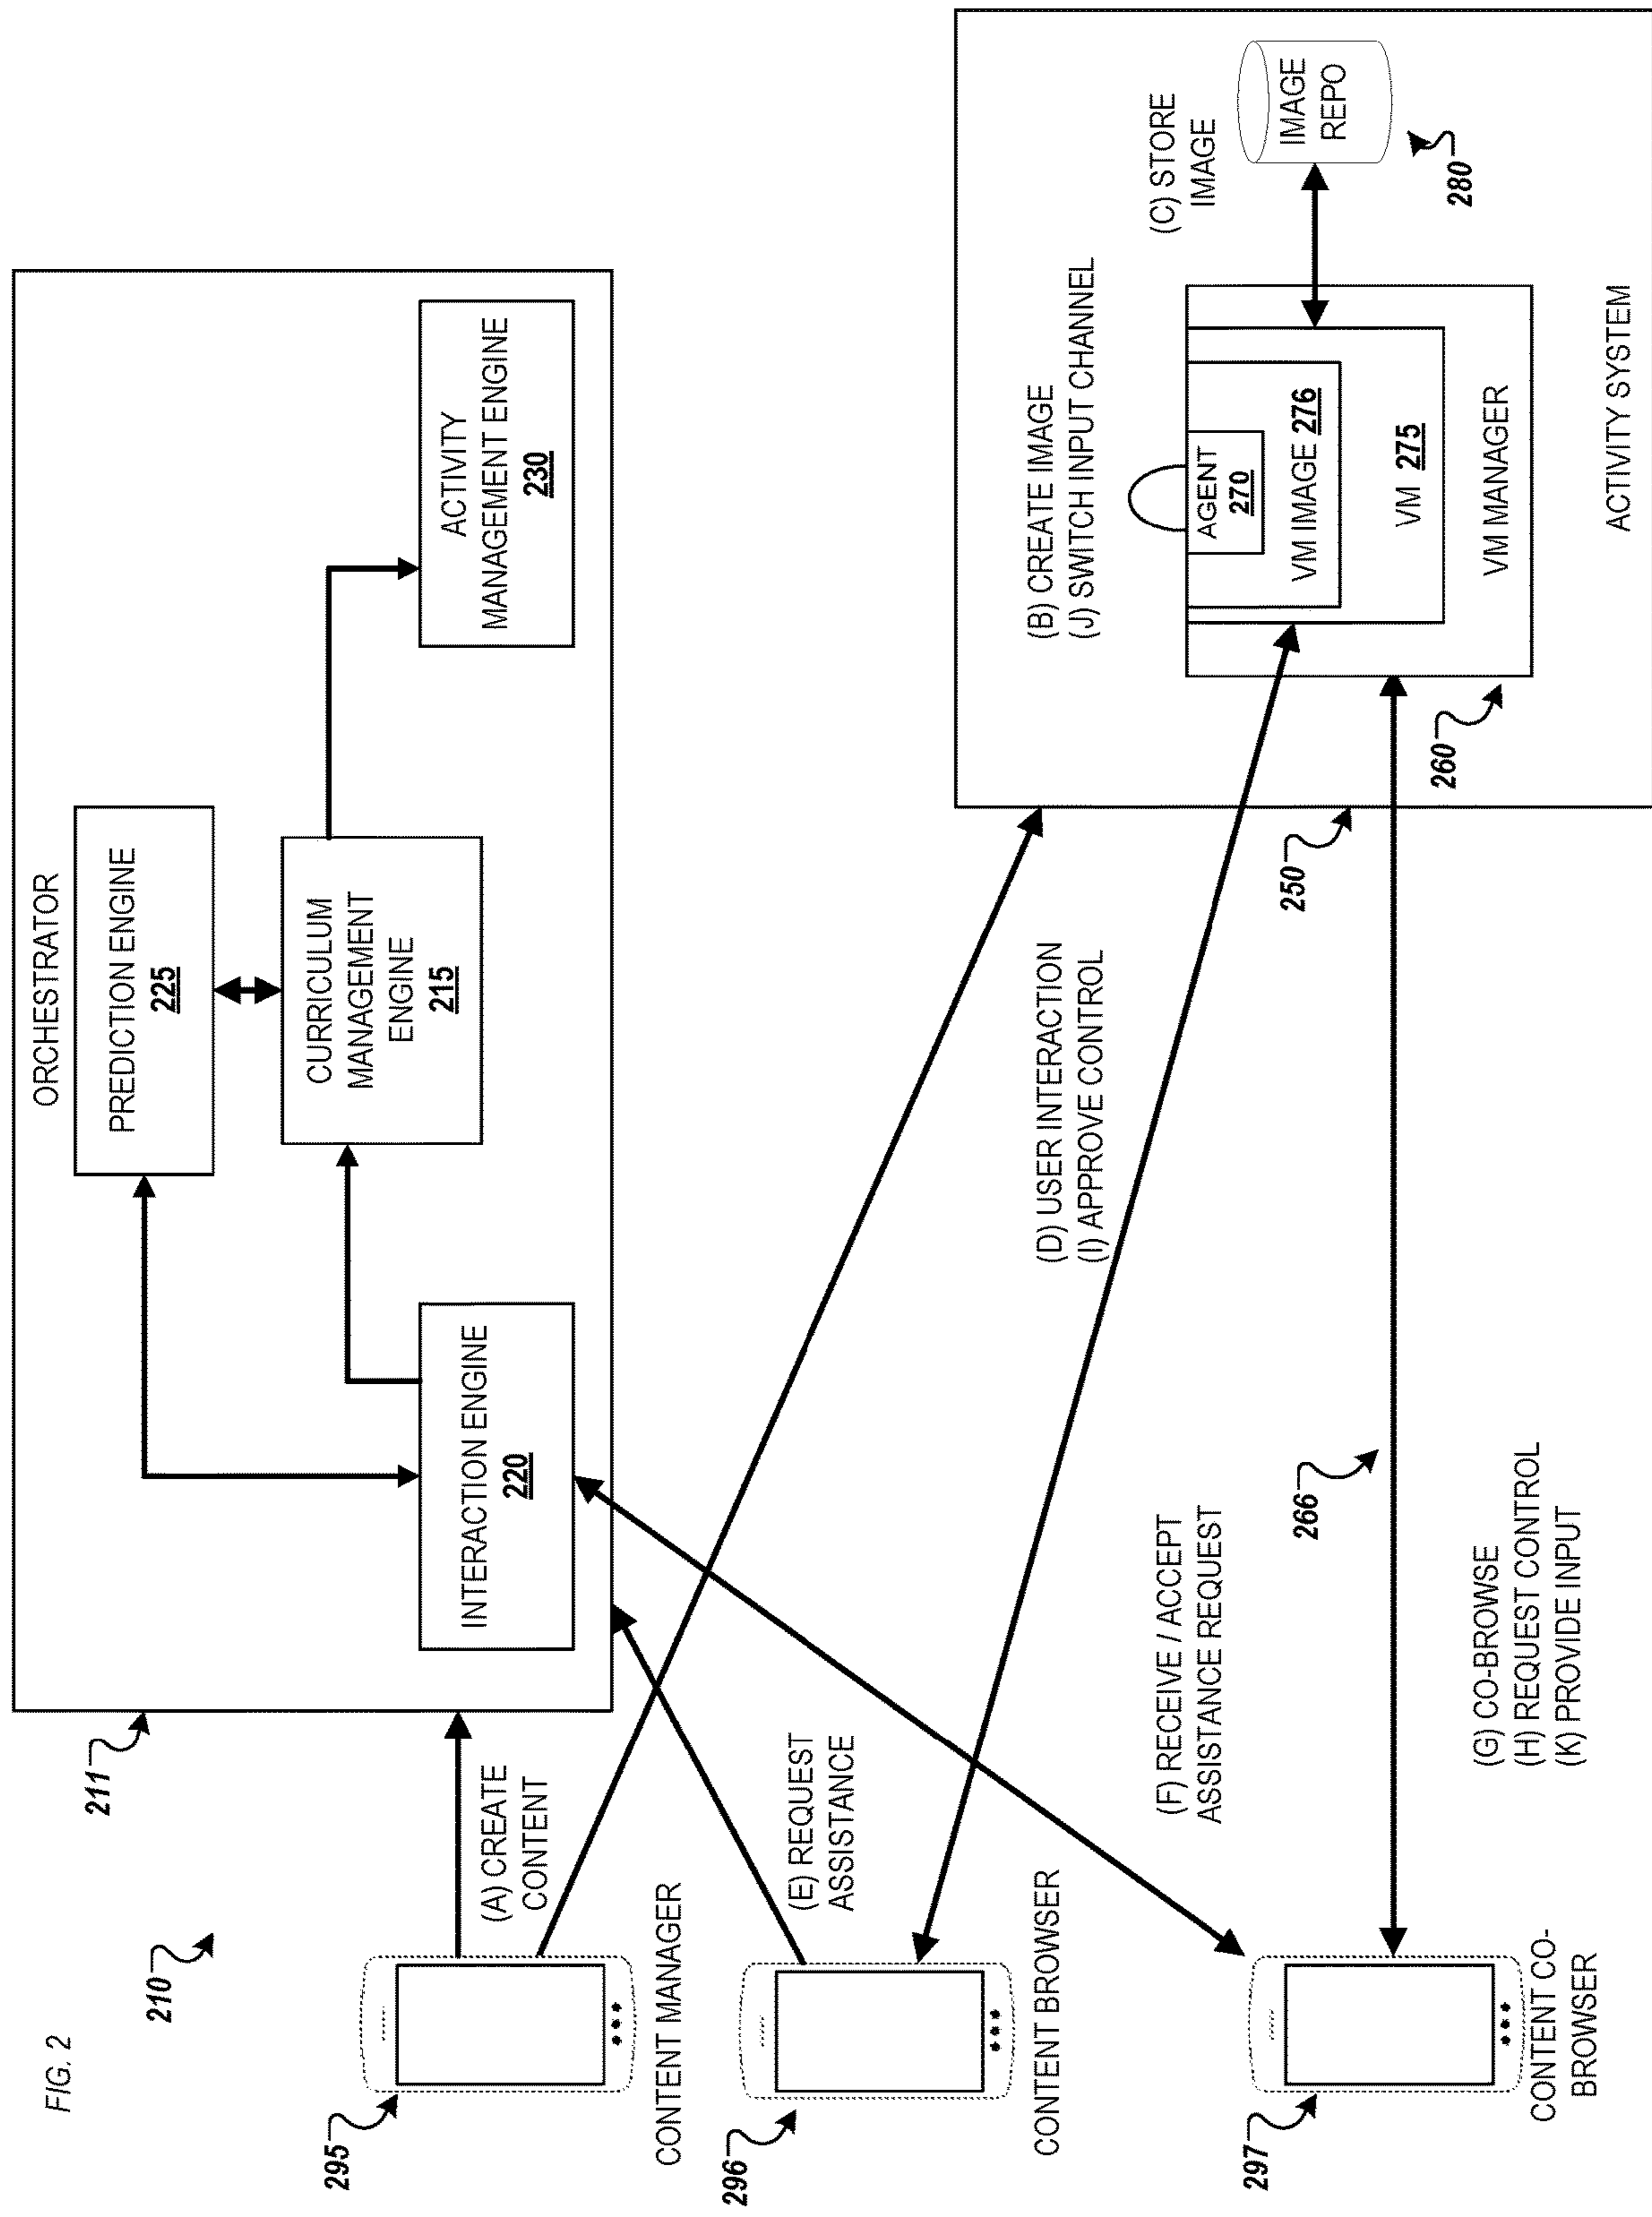 FIG. 2
210
211
ORCHESTRATOR
PREDICTION ENGINE
225
CURRICULUM
MANAGEMENT
ENGINE
215
ACTIVITY
MANAGEMENT ENGINE
230
INTERACTION ENGINE
220
295
CONTENT MANAGER
(A) CREATE
CONTENT
296
CONTENT BROWSER
(E) REQUEST
ASSISTANCE
(D) USER INTERACTION
(I) APPROVE CONTROL
297
CONTENT CO-
BROWSER
(F) RECEIVE / ACCEPT
ASSISTANCE REQUEST
266
(G) CO-BROWSE
(H) REQUEST CONTROL
(K) PROVIDE INPUT
250
260
(B) CREATE IMAGE
(J) SWITCH INPUT CHANNEL
(C) STORE
IMAGE
AGENT
270
VM IMAGE 276
VM 275
VM MANAGER
IMAGE
REPO
280
ACTIVITY SYSTEM